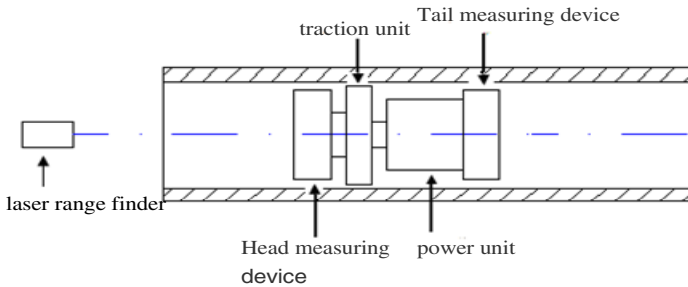 Tail measuring device
traction unit
laser range finder
Head measuring
device
power unit